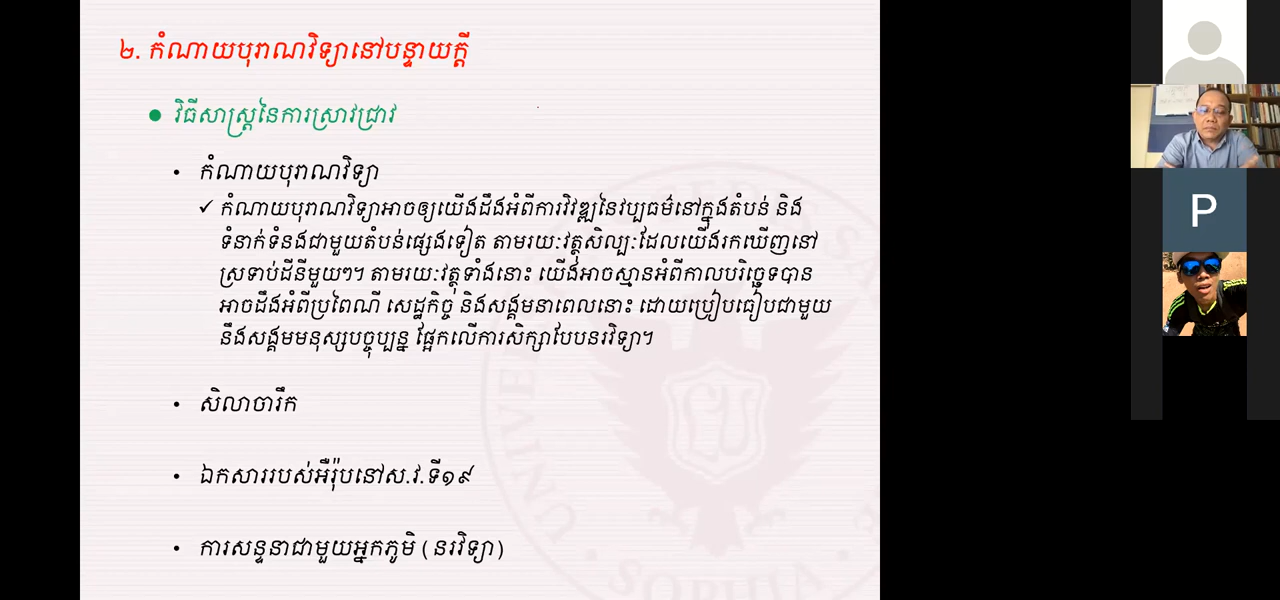 ២. កំណាយបុរាណវិទ្យានៅបន្ទាយក្តី
វិធីសាស្ត្រនៃការស្រាវជ្រាវ
កំណាយបុរាណវិទ្យា
កំណាយបុរាណវិទ្យាអាចឲ្យយើងដឹងអំពីការវិវឌ្ឍនៃវប្បធម៌នៅក្នុងតំបន់ និង
ទំនាក់ទំនងជាមួយតំបន់ផ្សេងទៀត តាមរយៈវត្ថុសិល្បៈដែលយើងរកឃើញនៅ
ស្រទាប់ដីនីមួយៗ។ តាមរយៈវត្ថុទាំងនោះ យើងអាចស្មានអំពីកាលបរិច្ឆេទបាន
អាចដឹងអំពីប្រពៃណី សេដ្ឋកិច្ច និងសង្គមនាពេលនោះ ដោយប្រៀបធៀបជាមួយ
នឹងសង្គមមនុស្សបច្ចុប្បន្ន ផ្អែកលើការសិក្សាបែបនរវិទ្យា។
សិលាចារឹក
ឯកសាររបស់អឺរ៉ុបនៅស.វ.ទី១៩
ការសន្ទនាជាមួយអ្នកភូមិ (នរវិទ្យា)
P
SOPHIA